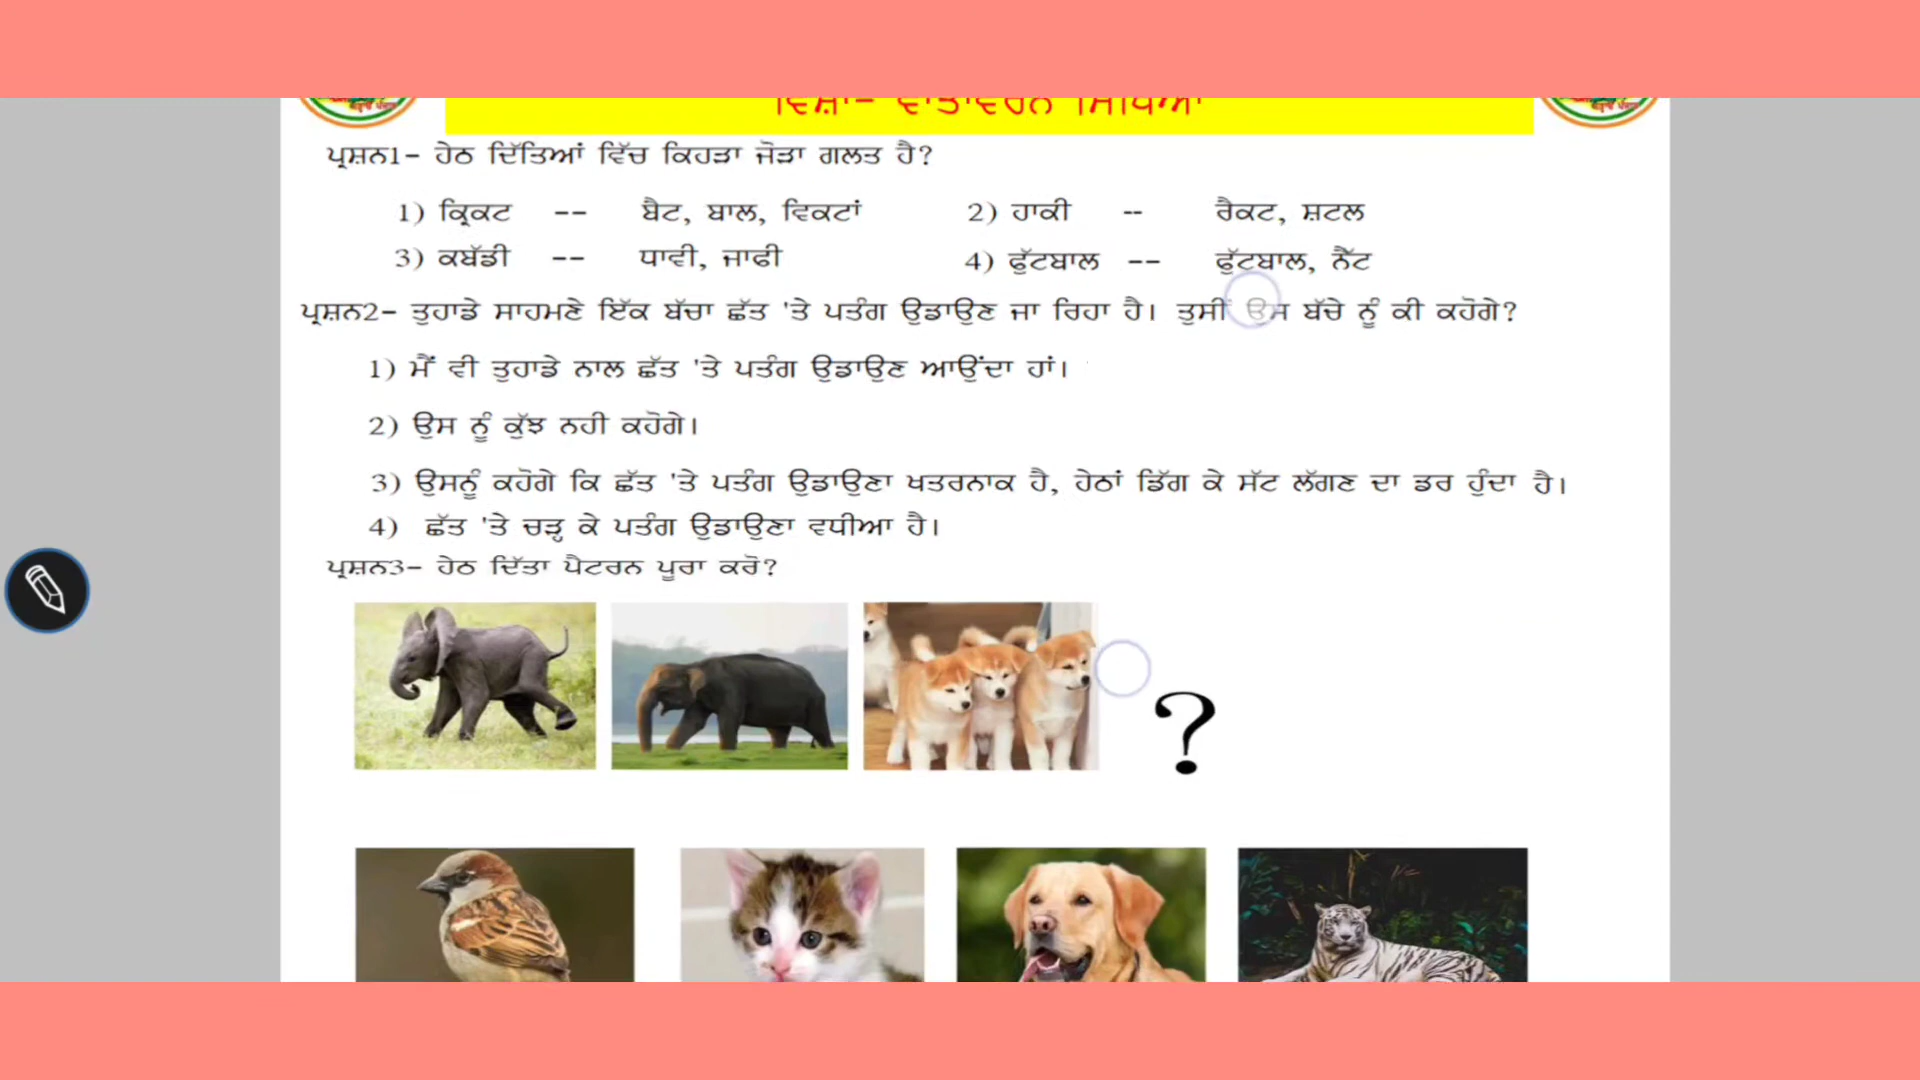 ਵਿਸ਼ਾ- ਵਾਤਾਵਰਨ ਸਿੱਖਿਆ
ਪ੍ਰਸ਼ਨ1- ਹੇਠ ਦਿੱਤਿਆਂ ਵਿੱਚ ਕਿਹੜਾ ਜੋੜਾ ਗਲਤ ਹੈ?
1) ਕ੍ਰਿਕਟ -- ਬੈਟ, ਬਾਲ, ਵਿਕਟਾਂ 2) ਹਾਕੀ -- ਰੈਕਟ, ਸ਼ਟਲ
3) ਕਬੱਡੀ -- ਧਾਵੀ, ਜਾਫੀ 4) ਫੁੱਟਬਾਲ -- ਫੁੱਟਬਾਲ, ਨੈੱਟ
ਪ੍ਰਸ਼ਨ2- ਤੁਹਾਡੇ ਸਾਹਮਣੇ ਇੱਕ ਬੱਚਾ ਛੱਤ 'ਤੇ ਪਤੰਗ ਉਡਾਉਣ ਜਾ ਰਿਹਾ ਹੈ। ਤੁਸੀਂ ਉਸ ਬੱਚੇ ਨੂੰ ਕੀ ਕਹੋਗੇ?
1) ਮੈਂ ਵੀ ਤੁਹਾਡੇ ਨਾਲ ਛੱਤ 'ਤੇ ਪਤੰਗ ਉਡਾਉਣ ਆਉਂਦਾ ਹਾਂ।
2) ਉਸ ਨੂੰ ਕੁੱਝ ਨਹੀ ਕਹੋਗੇ।
3) ਉਸਨੂੰ ਕਹੋਗੇ ਕਿ ਛੱਤ 'ਤੇ ਪਤੰਗ ਉਡਾਉਣਾ ਖਤਰਨਾਕ ਹੈ, ਹੇਠਾਂ ਡਿੱਗ ਕੇ ਸੱਟ ਲੱਗਣ ਦਾ ਡਰ ਹੁੰਦਾ ਹੈ।
4) ਛੱਤ 'ਤੇ ਚੜ੍ਹ ਕੇ ਪਤੰਗ ਉਡਾਉਣਾ ਵਧੀਆ ਹੈ।
ਪ੍ਰਸ਼ਨ3- ਹੇਠ ਦਿੱਤਾ ਪੈਟਰਨ ਪੂਰਾ ਕਰੋ?
?